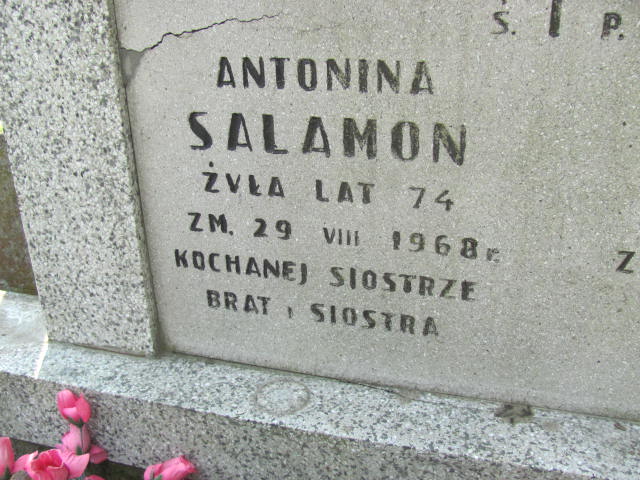 Ś. P.
ANTONINA
SALAMON
ŻYŁA LAT 74
ZM. 29 VIII 1968 r.
KOCHANEJ SIOSTRZE
BRAT i SIOSTRA
Z